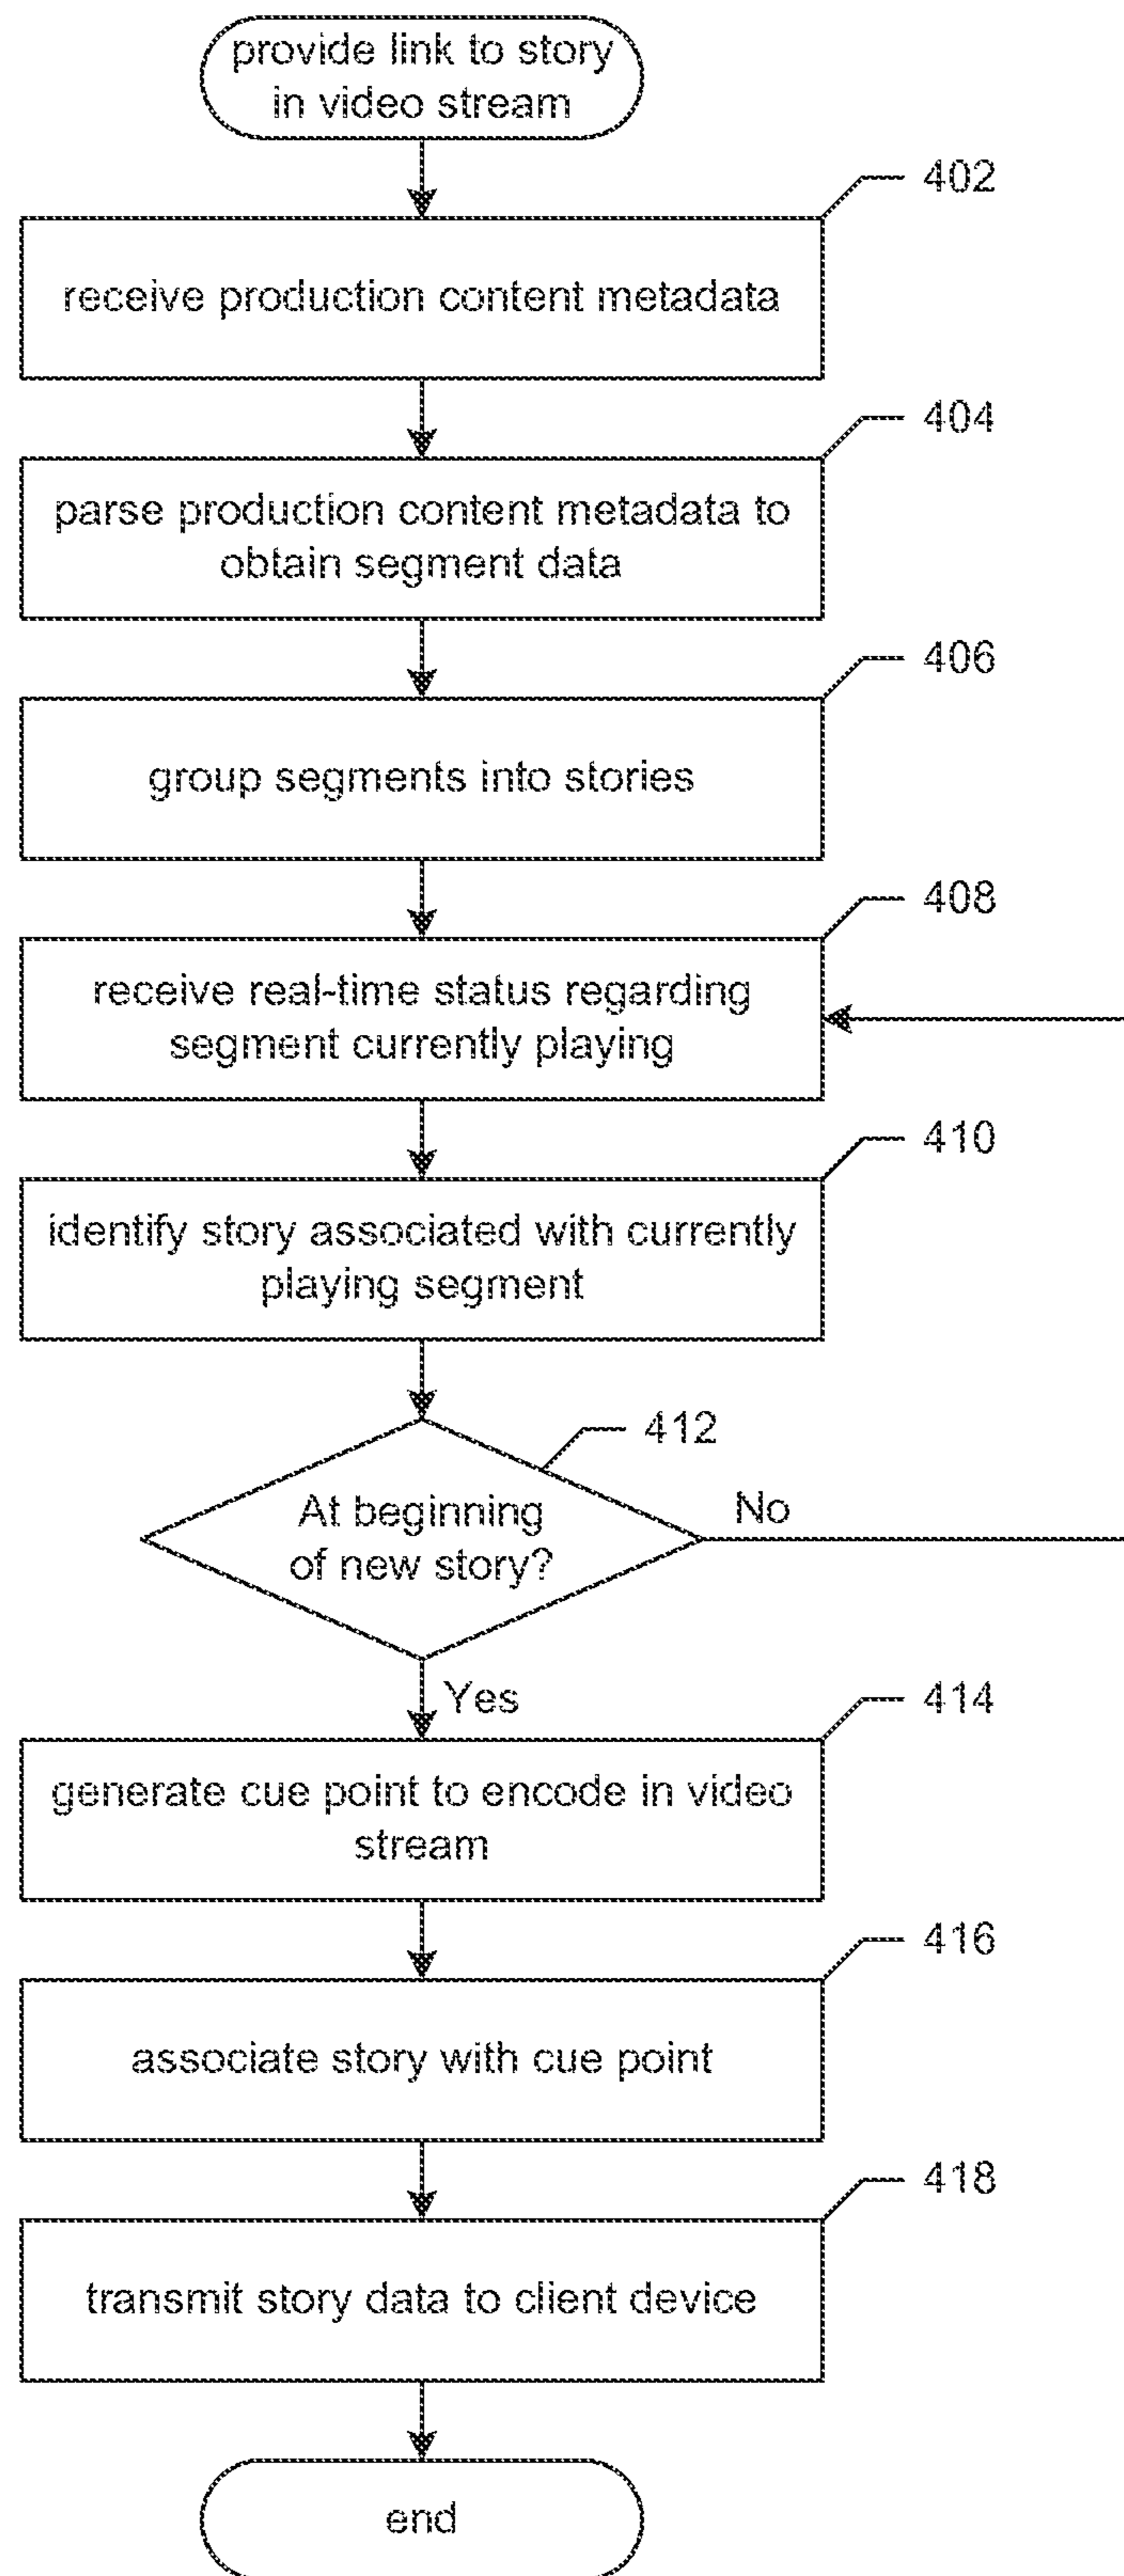 provide link to story
in video stream
402
receive production content metadata
404
parse production content metadata to
obtain segment data
406
group segments into stories
408
receive real-time status regarding
segment currently playing
410
identify story associated with currently
playing segment
412
At beginning
of new story?
No
Yes
414
generate cue point to encode in video
stream
416
associate story with cue point
418
transmit story data to client device
end